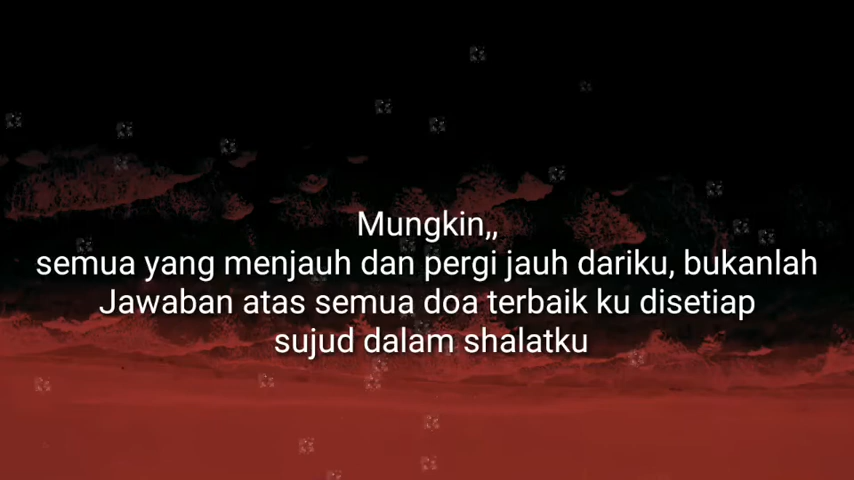 Mungkin,,
semua yang menjauh dan pergi jauh dariku, bukanlah
Jawaban atas semua doa terbaik ku disetiap
sujud dalam shalatku